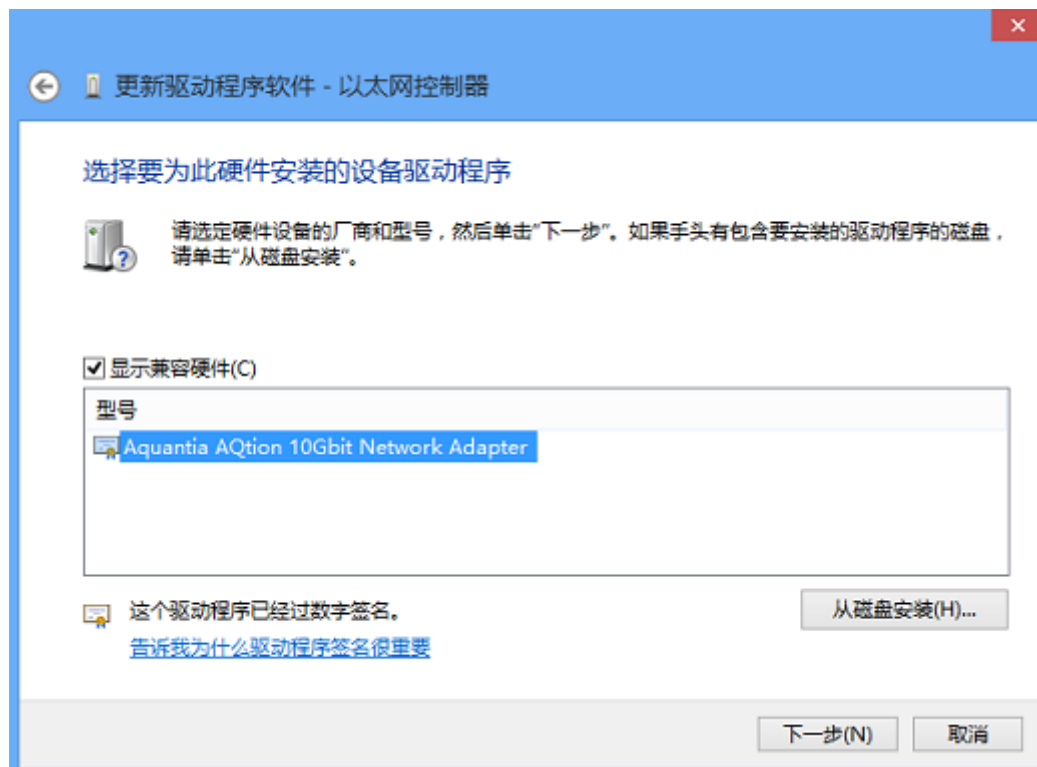 更新驱动程序软件 - 以太网控制器
选择要为此硬件安装的设备驱动程序
请选定硬件设备的厂商和型号，然后单击"下一步"。如果手头有包含要安装的驱动程序的磁盘，
请单击"从磁盘安装"。
显示兼容硬件(C)
型号
Aquantia AQtion 10Gbit Network Adapter
这个驱动程序已经过数字签名。
从磁盘安装(H)...
告诉我为什么驱动程序签名很重要
下一步(N)
取消